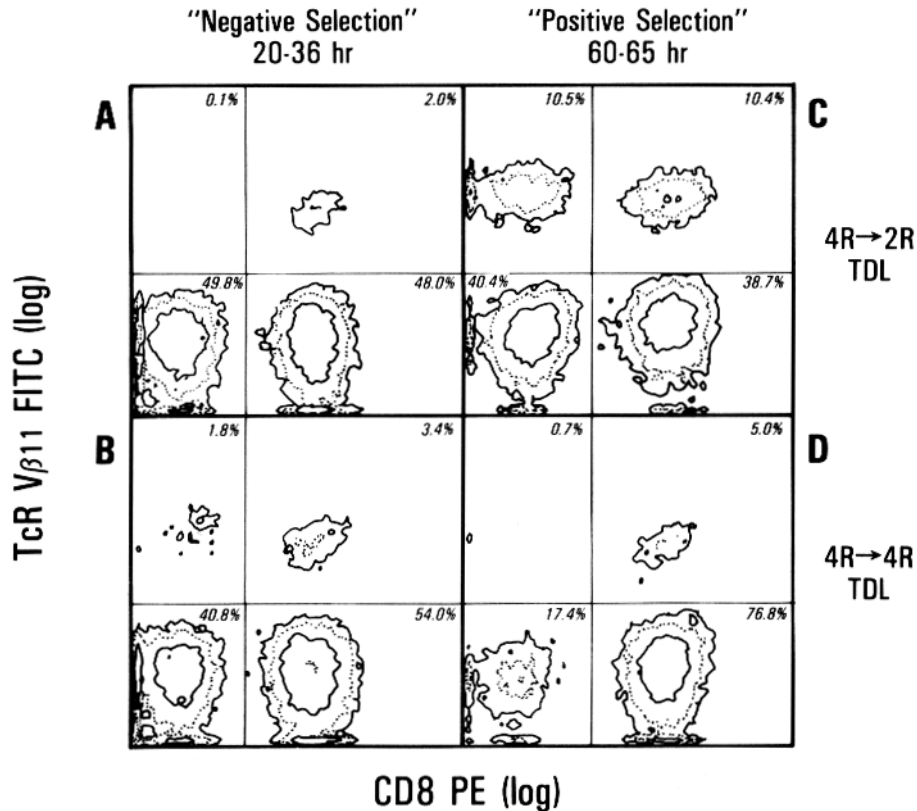 "Negative Selection"
20-36 hr
"Positive Selection"
60-65 hr
A
0.1%
2.0%
10.5%
10.4%
C
49.8%
48.0%
40.4%
38.7%
4R→2R
TDL
B
1.8%
3.4%
0.7%
5.0%
D
40.8%
54.0%
17.4%
76.8%
4R→4R
TDL
TcR Vβ11 FITC (log)
CD8 PE (log)